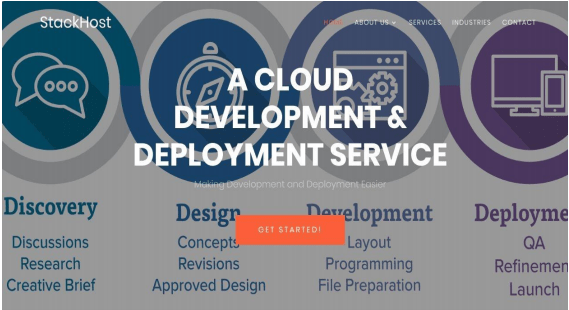 StackHost
HOME ABOUT US SERVICES INDUSTRIES CONTACT
A CLOUD
DEVELOPMENT &
DEPLOYMENT SERVICE
Making Development and Deployment Easier
GET STARTED!
Discovery
Discussions
Research
Creative Brief
Design
Concepts
Revisions
Approved Design
Development
Layout
Programming
File Preparation
Deployme
QA
Refinemen
Launch